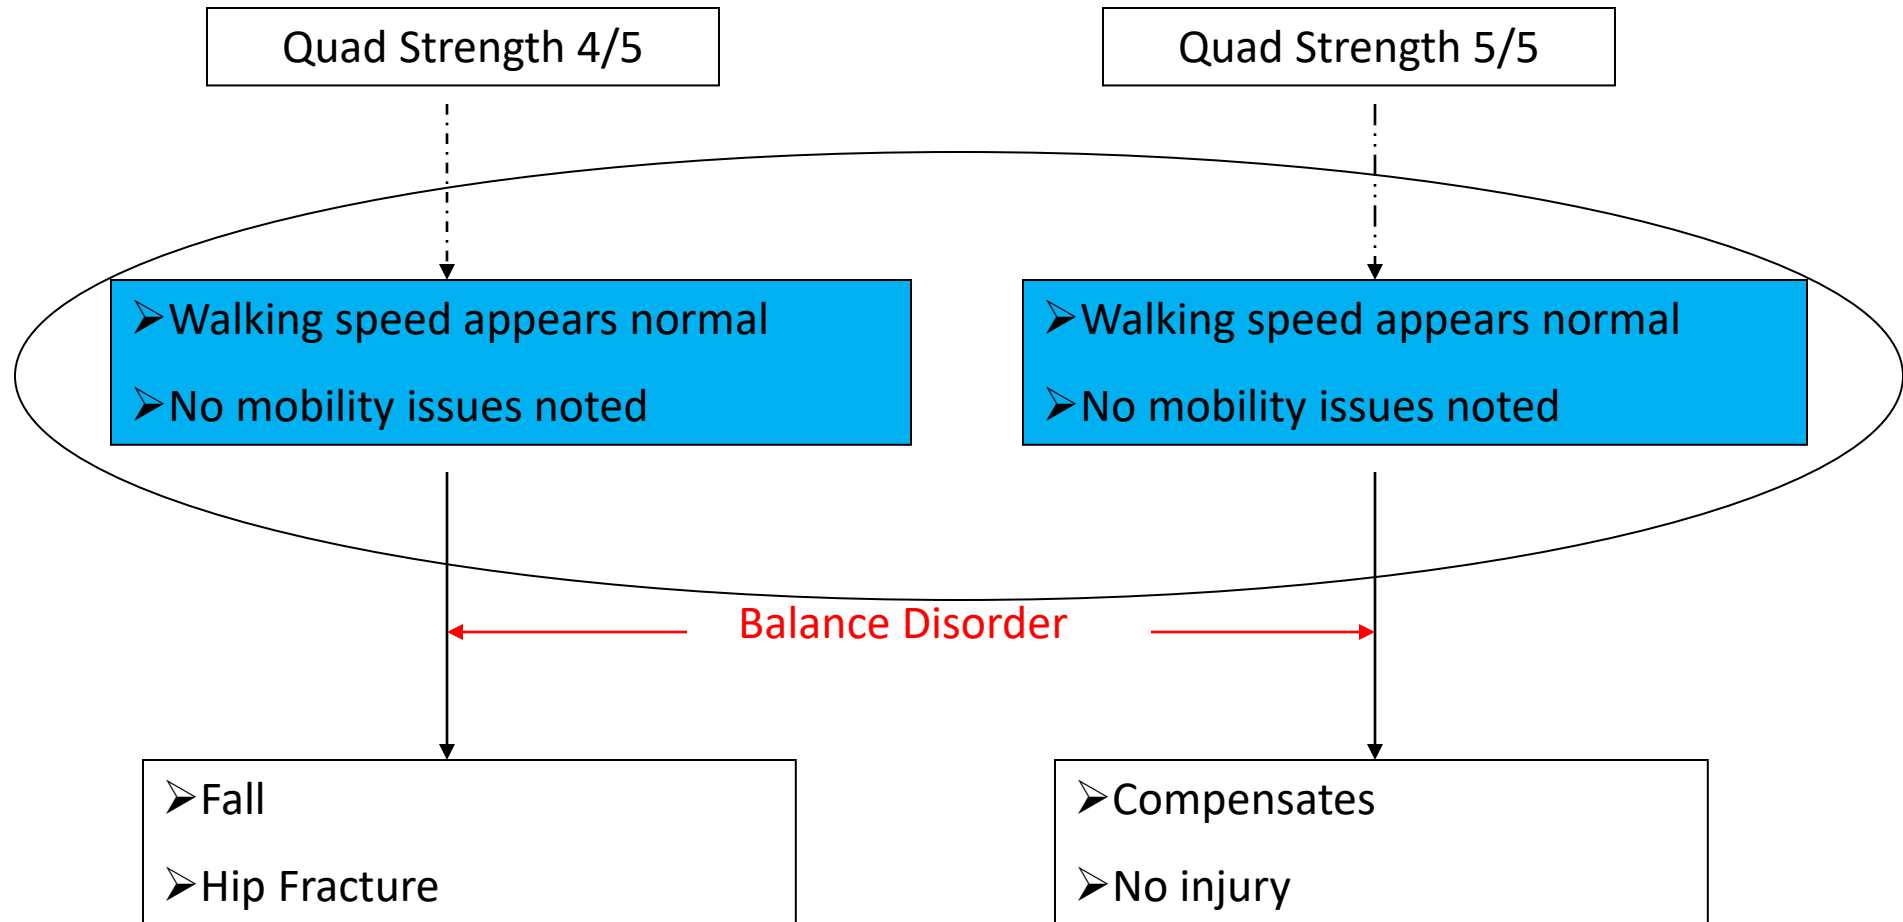 Quad Strength 4/5
Quad Strength 5/5
➢Walking speed appears normal
➢No mobility issues noted
➢Walking speed appears normal
➢No mobility issues noted
Balance Disorder
➢Fall
➢Hip Fracture
➢Compensates
➢No injury